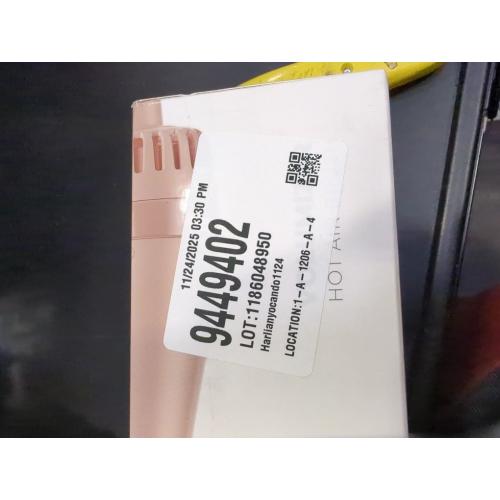 11/24/2025 03:30 PM
9449402
LOT:1186048950
Harlianyocando1124
LOCATION:1-A-1206-A-4
HOT AIR